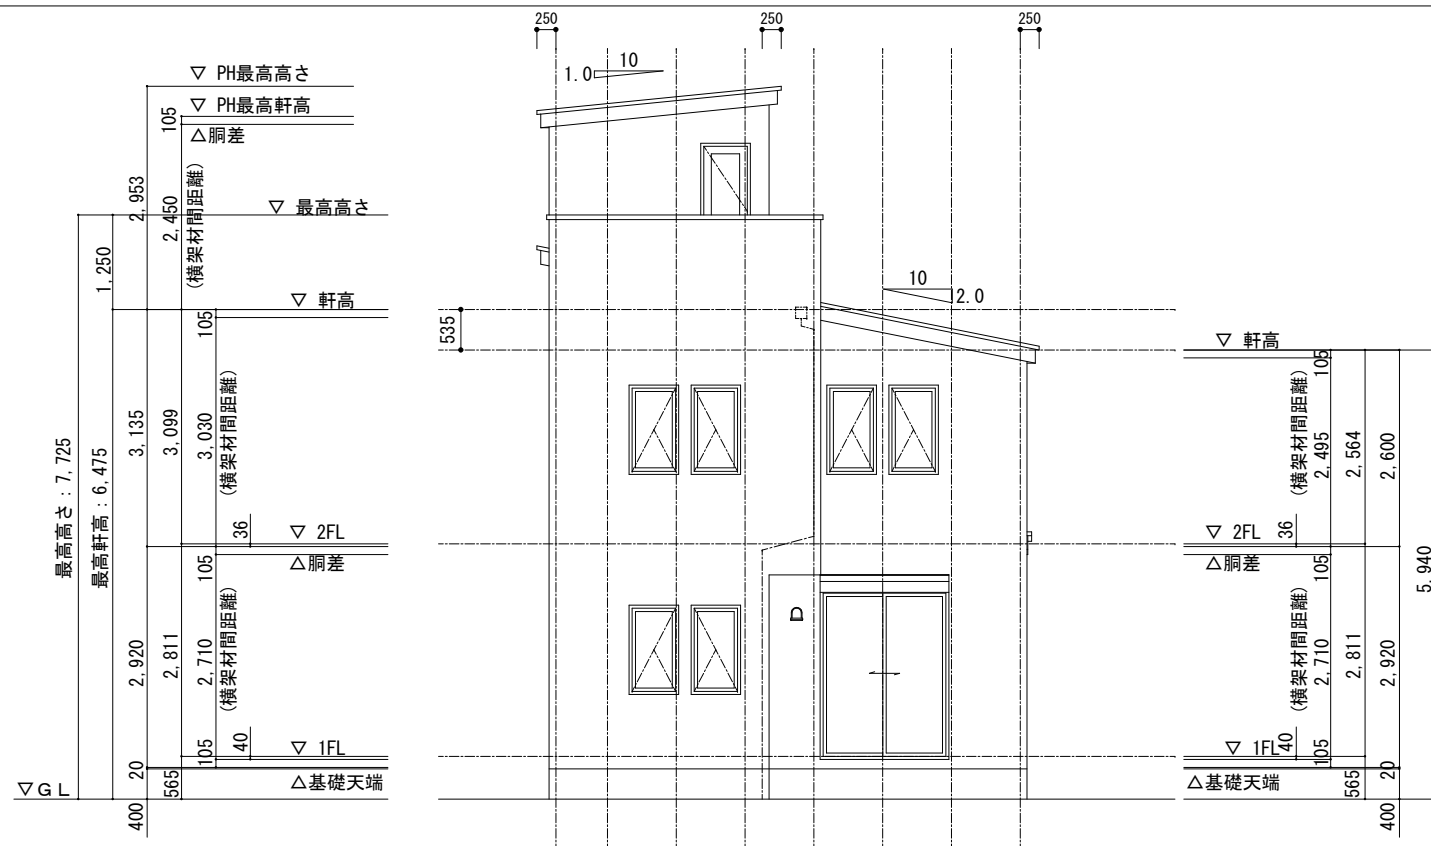 250
250
250
▽ PH最高高さ
10
1.0
▽ PH最高軒高
105
△胴差
2,953
2,450
(横架材間距離)
▽ 最高高さ
1,250
10
2.0
▽ 軒高
105
535
▽ 軒高
105
最高高さ：7,725
最高軒高：6,475
3,135
3,099
3,030
(横架材間距離)
(横架材間距離)
2,495
2,564
2,600
36
▽ 2FL
△胴差
105
▽ 2FL
36
△胴差
105
5,940
2,920
2,811
2,710
(横架材間距離)
D
(横架材間距離)
2,710
2,811
2,920
105
40
▽ 1FL
▽ 1FL
40
105
▽GL
20
565
400
△基礎天端
△基礎天端
565
20
400